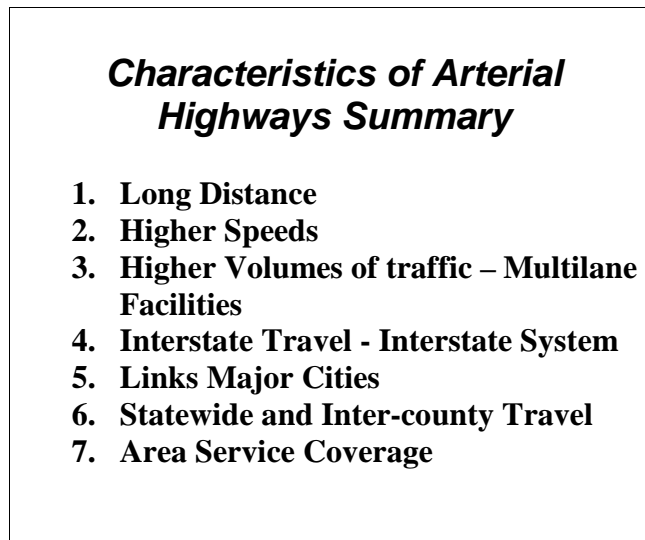 Characteristics of Arterial
Highways Summary
1. Long Distance
2. Higher Speeds
3. Higher Volumes of traffic – Multilane
Facilities
4. Interstate Travel - Interstate System
5. Links Major Cities
6. Statewide and Inter-county Travel
7. Area Service Coverage